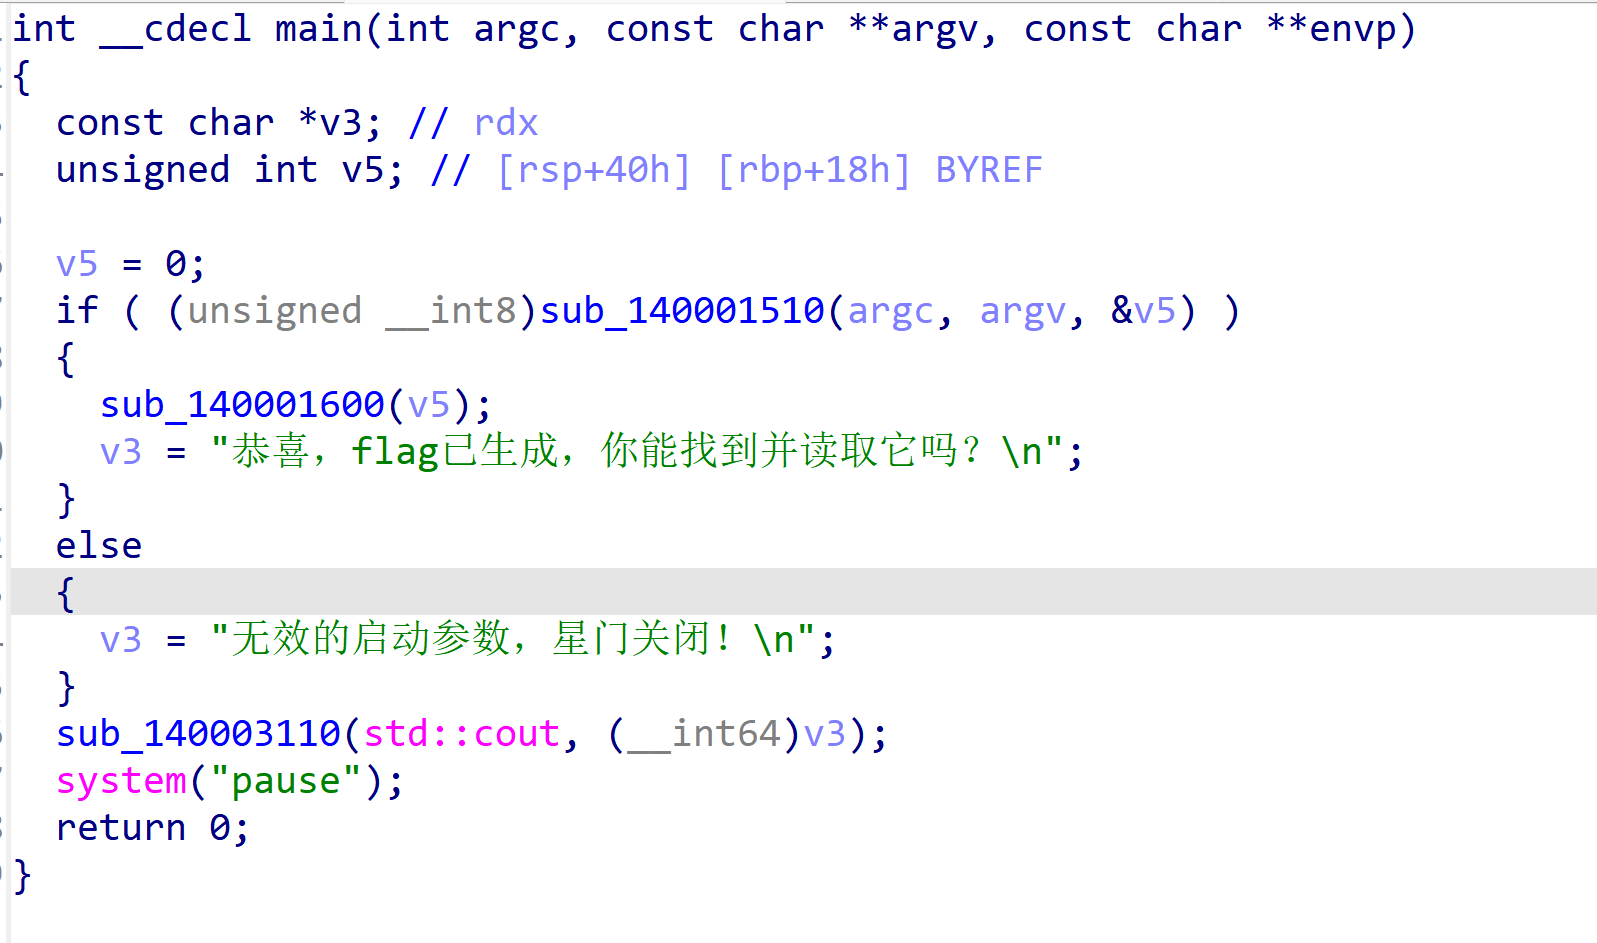 int __cdecl main(int argc, const char **argv, const char **envp)
{
  const char *v3; // rdx
  unsigned int v5; // [rsp+40h] [rbp+18h] BYREF

  v5 = 0;
  if ( (unsigned __int8)sub_140001510(argc, argv, &v5) )
  {
    sub_140001600(v5);
    v3 = "恭喜，flag已生成，你能找到并读取它吗？\n";
  }
  else
  {
    v3 = "无效的启动参数，星门关闭！\n";
  }
  sub_140003110(std::cout, (__int64)v3);
  system("pause");
  return 0;
}